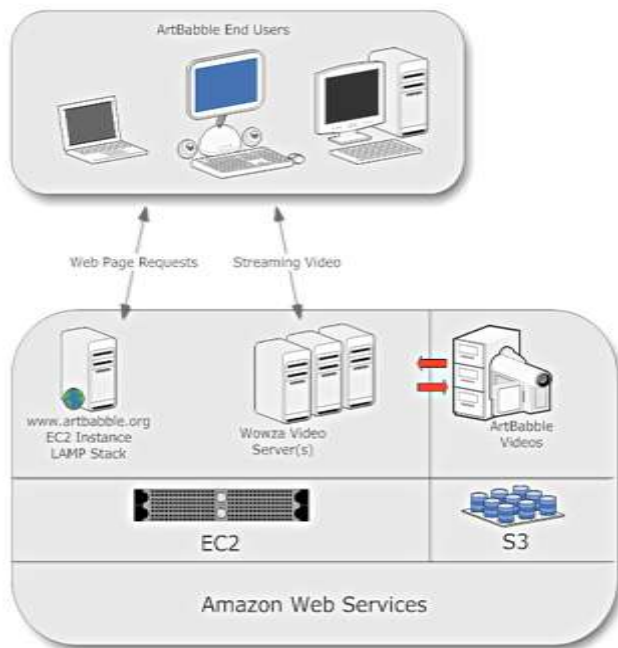 ArtBabble End Users
Web Page Requests
Streaming Video
www.artbabble.org
EC2 Instance
LAMP Stack
Wowza Video
Server(s)
ArtBabble
Videos
EC2
S3
Amazon Web Services